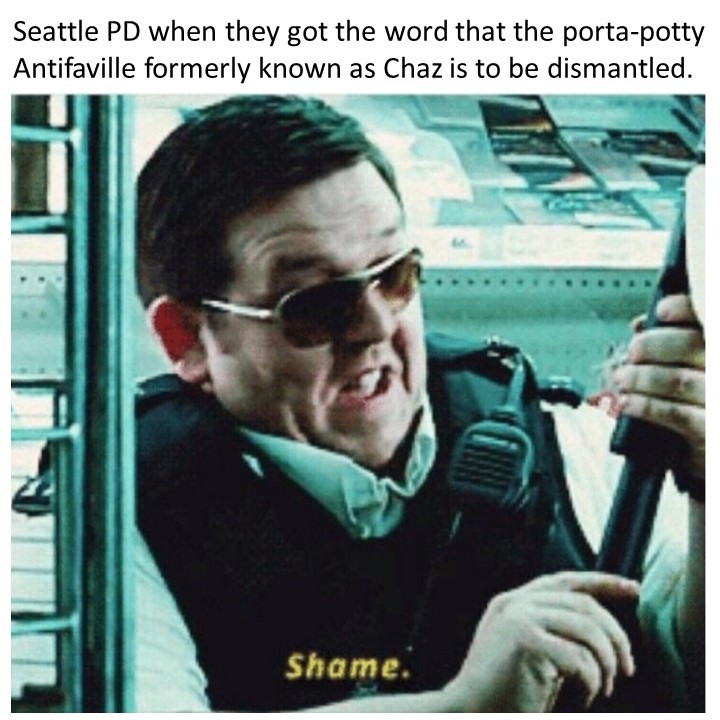 Seattle PD when they got the word that the porta-potty
Antifaville formerly known as Chaz is to be dismantled.
Shame.